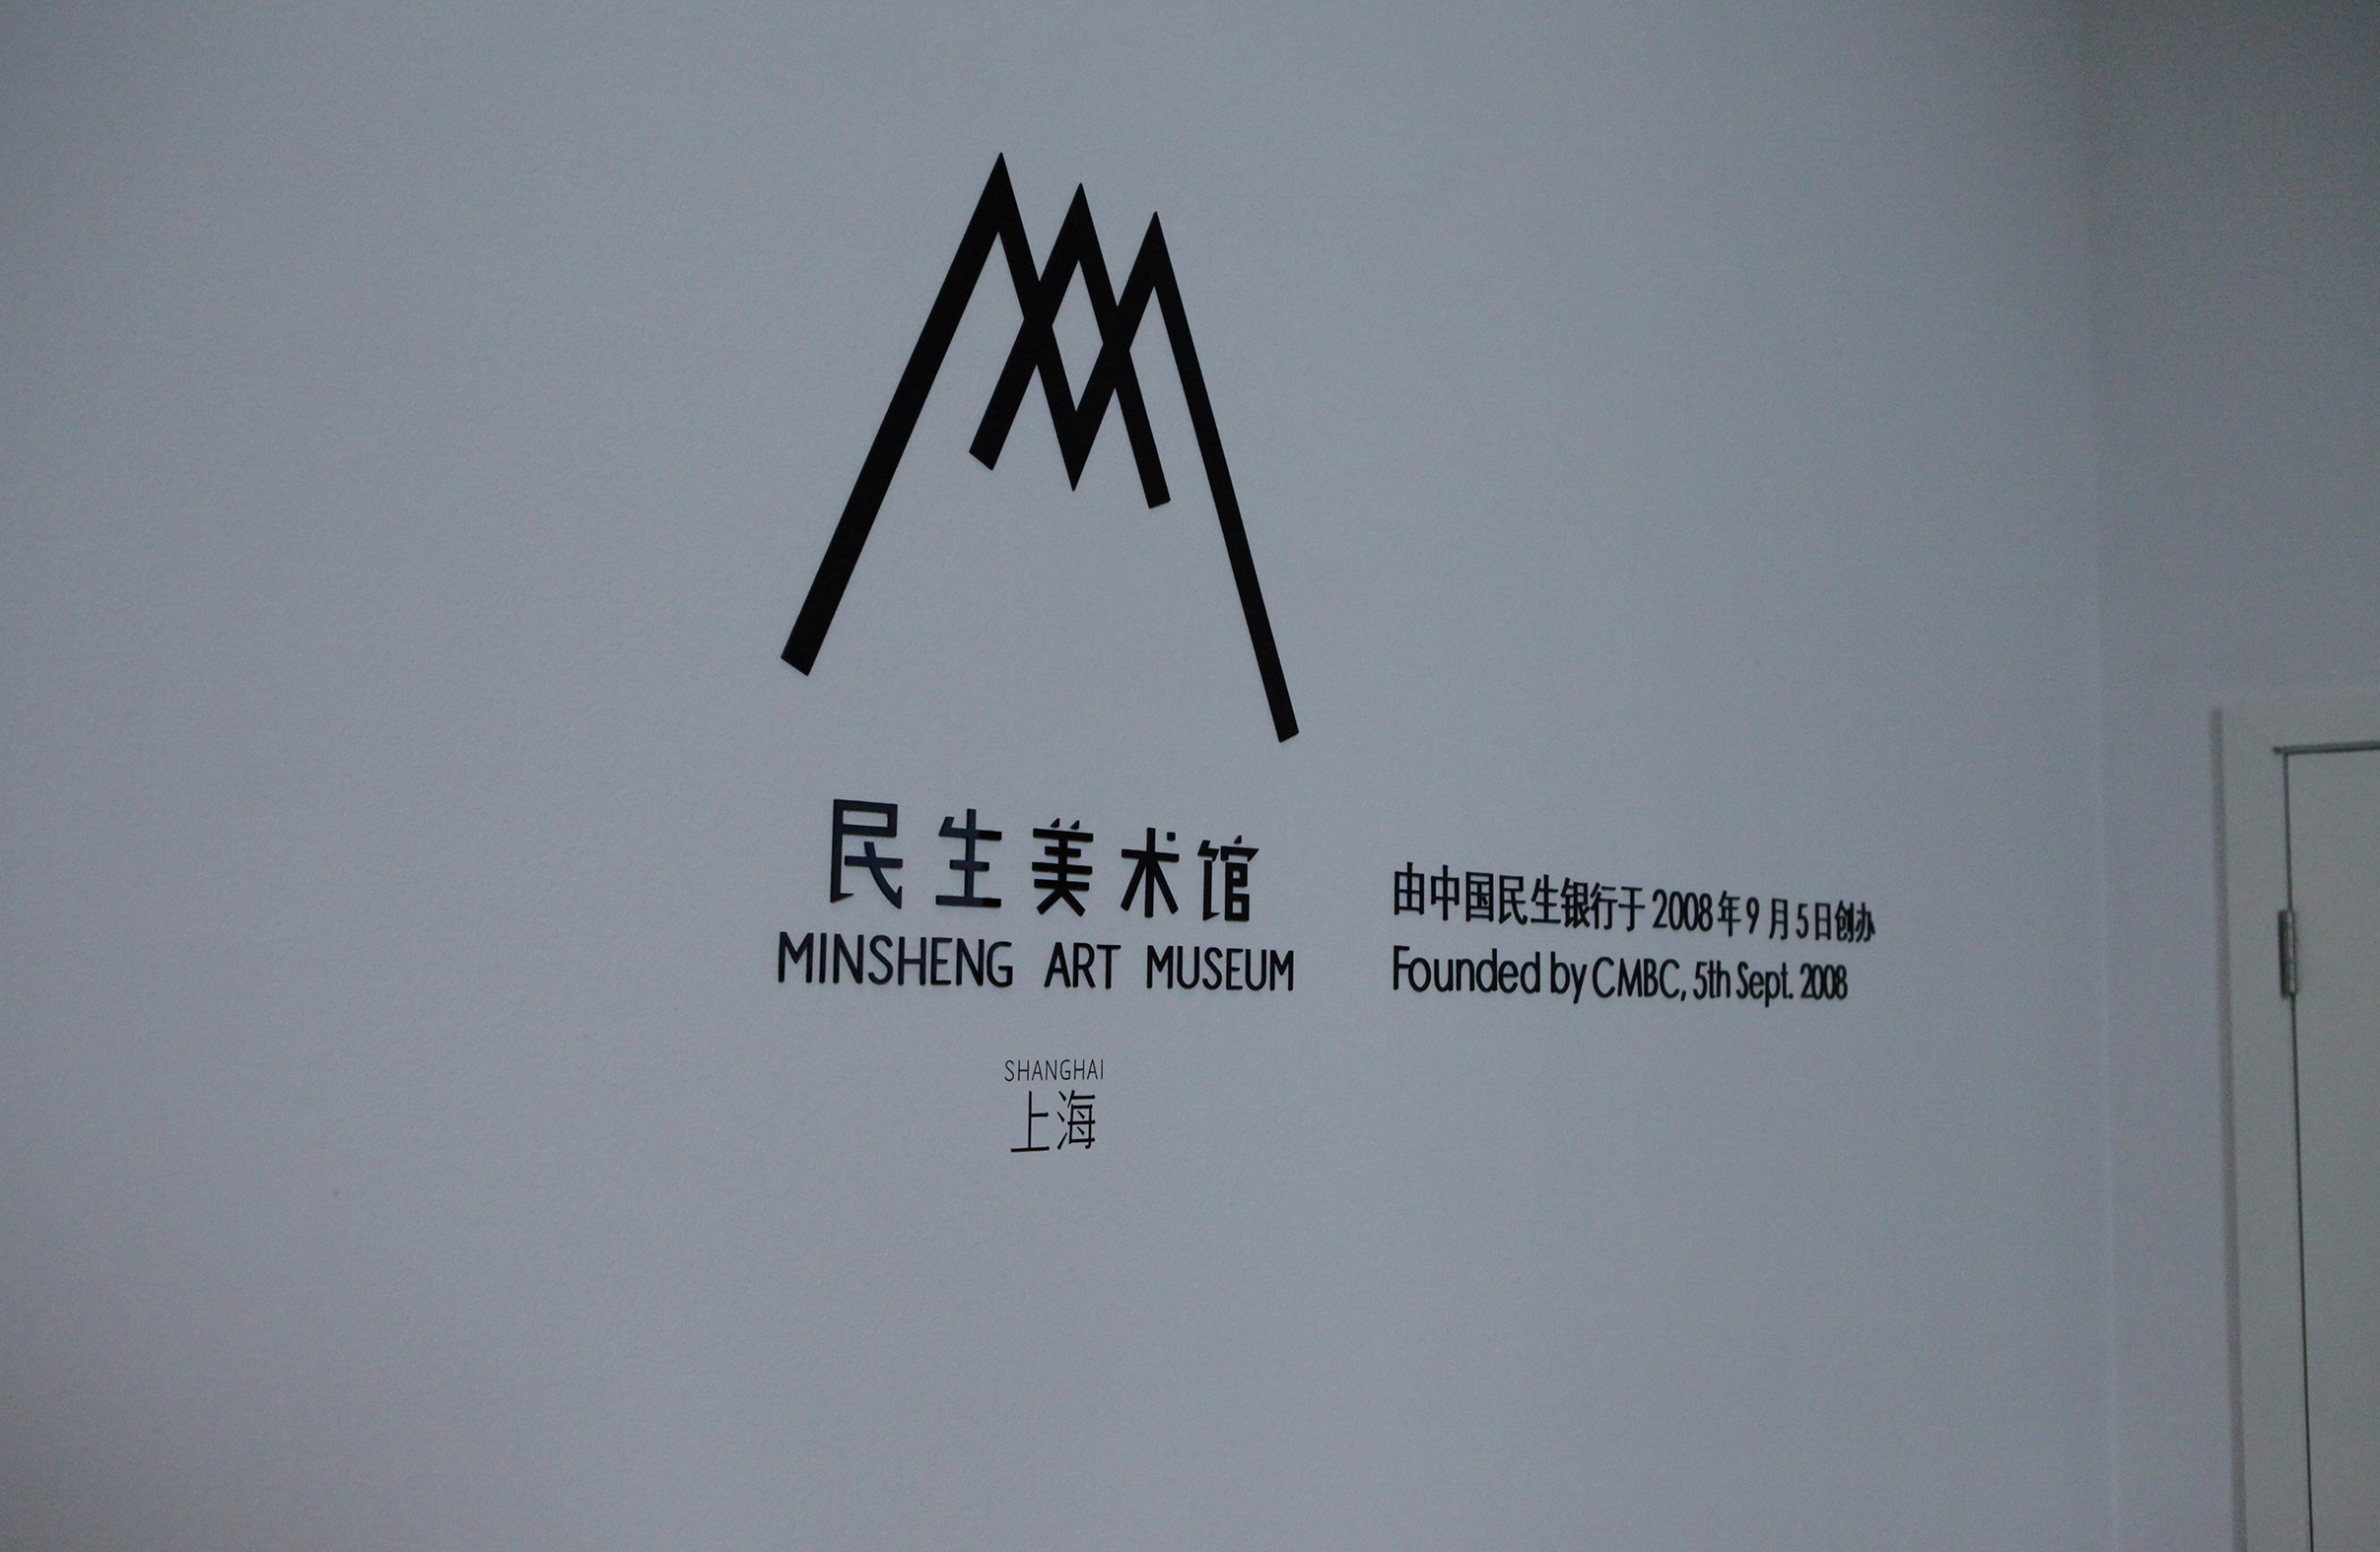 民生美术馆
MINSHENG ART MUSEUM
由中国民生银行于2008年9月5日创办
Founded by CMBC, 5th Sept. 2008
SHANGHAI
上海